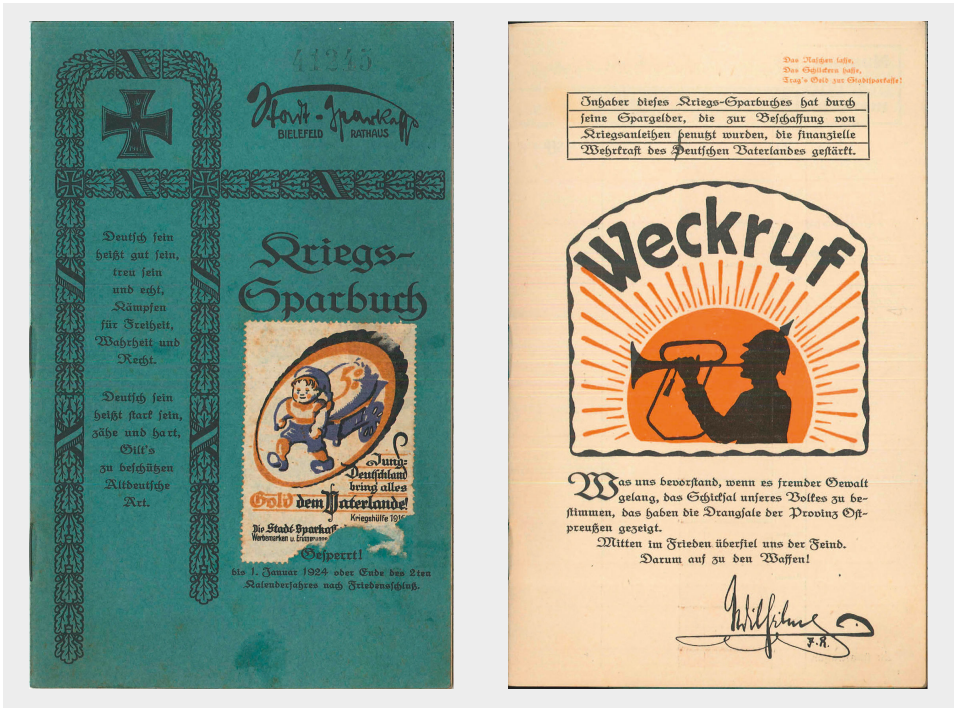 41245
Stadt-Sparkasse
BIELEFELD RATHAUS
Deutsch sein
heißt gut sein,
treu sein
und echt,
Kämpfen
für Freiheit,
Wahrheit und
Recht.
Deutsch sein
heißt stark sein,
zähe und hart,
Gilt's
zu beschützen
Altdeutsche
Art.
Kriegs-
Sparbuch
50
Jung-
Deutschland
bring alles
Gold dem Vaterlande!
Kriegshülfe 1916
Die Stadt-Sparkass
Werbemarken u.
Gesperrt!
bis 1. Januar 1924 oder Ende des 2ten
Kalenderjahres nach Friedensschluß.
Das Naschen lasse,
Das Schleckern hasse,
Trag's Geld zur Stadtsparkasse!
Inhaber dieses Kriegs-Sparbuches hat durch
seine Spargelder, die zur Beschaffung von
Kriegsanleihen benutzt wurden, die finanzielle
Wehrkraft des Deutschen Vaterlandes gestärkt.
Weckruf
Was uns bevorstand, wenn es fremder Gewalt
gelang, das Schicksal unseres Volkes zu be-
stimmen, das haben die Drangsale der Provinz Ost-
preußen gezeigt.
Mitten im Frieden überfiel uns der Feind.
Darum auf zu den Waffen!
Wilhelm
I.R.